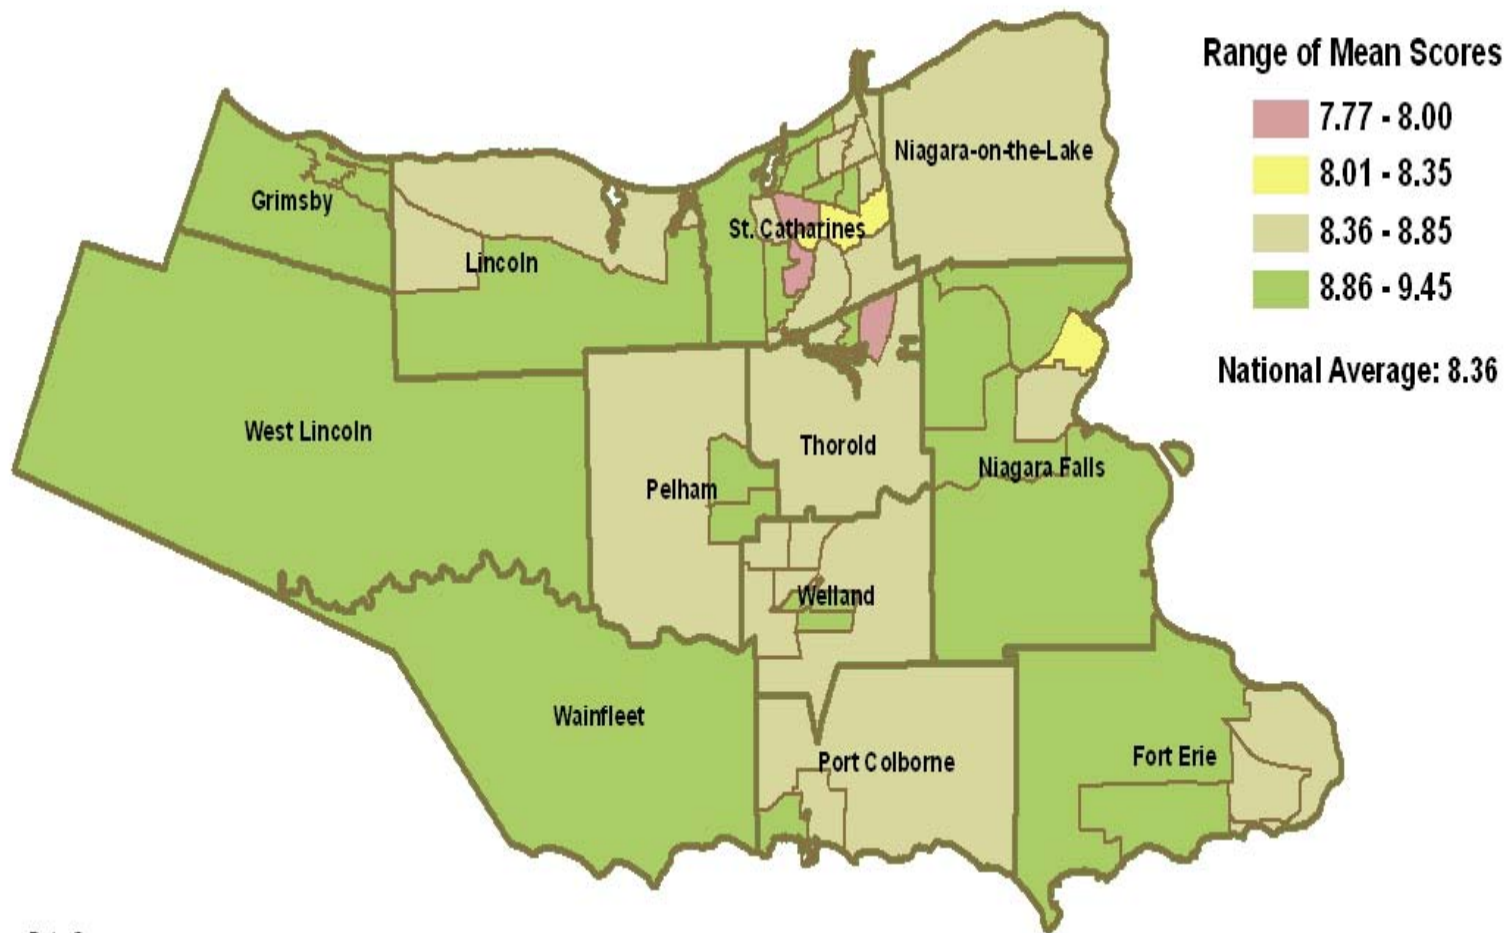 Range of Mean Scores
7.77 - 8.00
8.01 - 8.35
8.36 - 8.85
8.86 - 9.45
National Average: 8.36
Niagara-on-the-Lake
Grimsby
St. Catharines
Lincoln
West Lincoln
Thorold
Niagara Falls
Pelham
Welland
Wainfleet
Port Colborne
Fort Erie